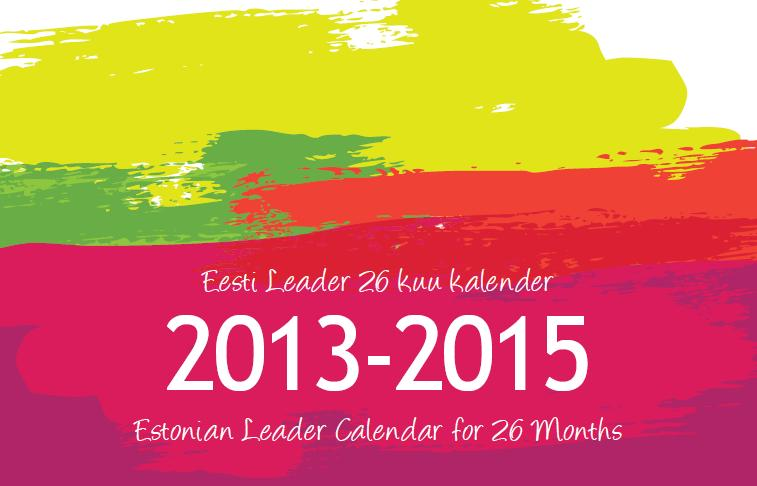 Eesti Leader 26 kuu kalender
2013-2015
Estonian Leader Calendar for 26 Months